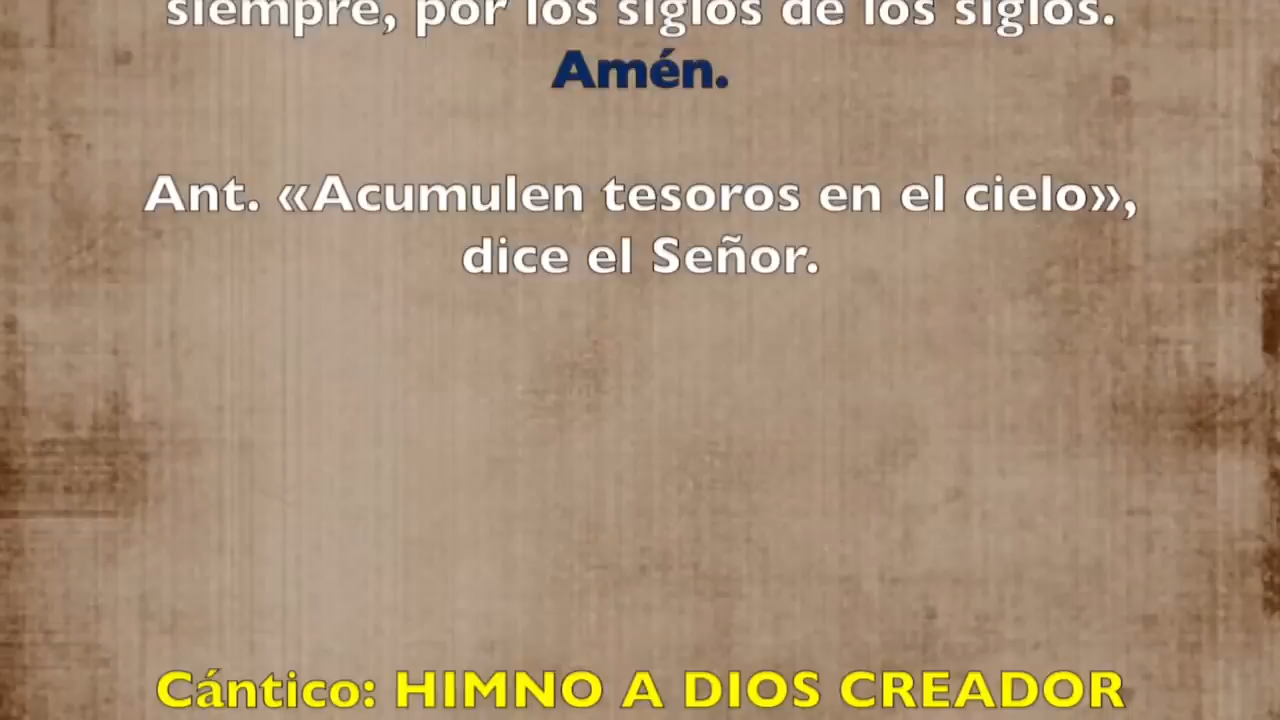 siempre, por los siglos de los siglos.
Amén.
Ant. «Acumulen tesoros en el cielo»,
dice el Señor.
Cántico: HIMNO A DIOS CREADOR